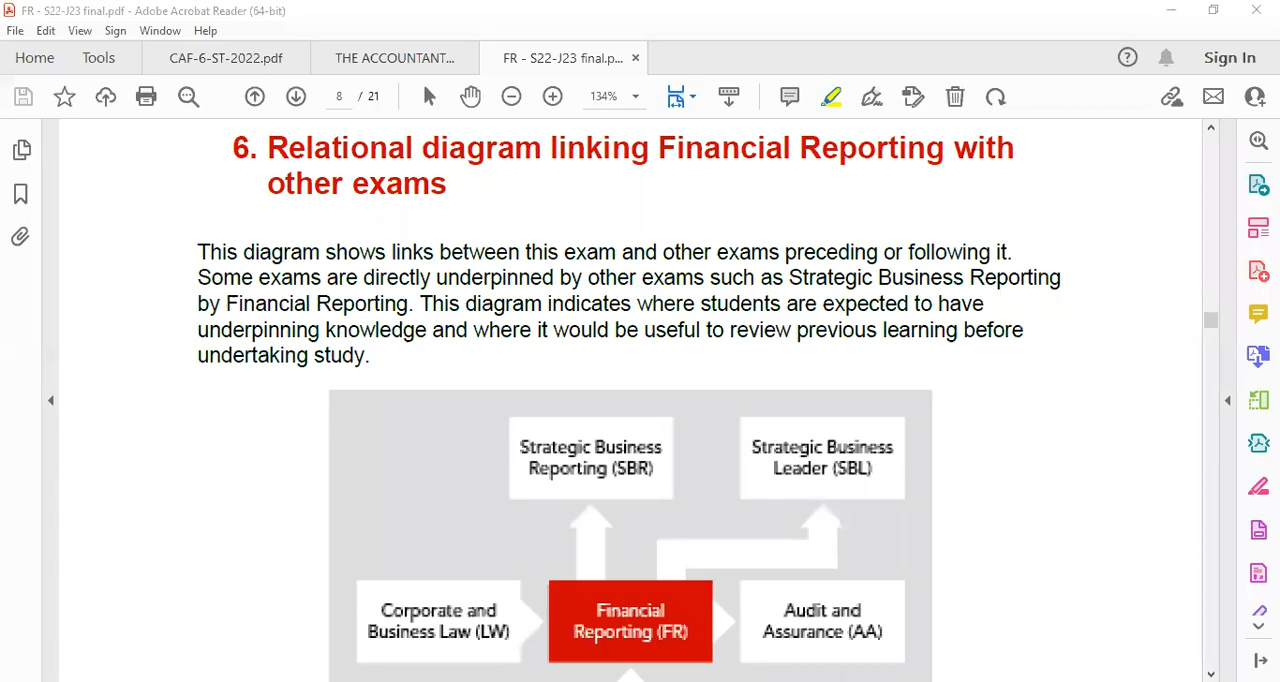 FR - S22-J23 final.pdf - Adobe Acrobat Reader (64-bit)
File Edit View Sign Window Help
Home Tools CAF-6-ST-2022.pdf THE ACCOUNTANT... FR - S22-J23 final.p... × Sign In
8 / 21 134%
6. Relational diagram linking Financial Reporting with
other exams
This diagram shows links between this exam and other exams preceding or following it.
Some exams are directly underpinned by other exams such as Strategic Business Reporting
by Financial Reporting. This diagram indicates where students are expected to have
underpinning knowledge and where it would be useful to review previous learning before
undertaking study.
Strategic Business
Reporting (SBR)
Strategic Business
Leader (SBL)
Corporate and
Business Law (LW)
Financial
Reporting (FR)
Audit and
Assurance (AA)